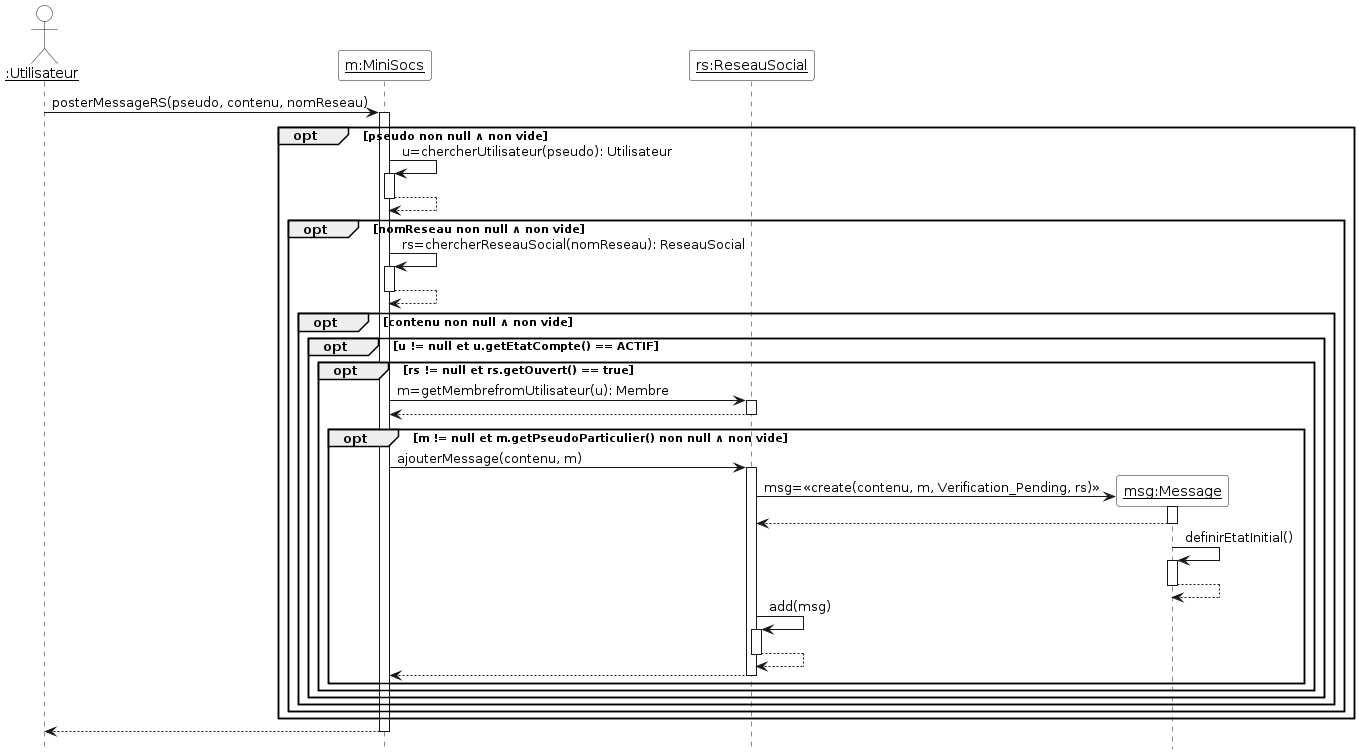 :Utilisateur
m:MiniSocs
rs:ReseauSocial
posterMessageRS(pseudo, contenu, nomReseau)
opt [pseudo non null ∧ non vide]
u=chercherUtilisateur(pseudo): Utilisateur
opt [nomReseau non null ∧ non vide]
rs=chercherReseauSocial(nomReseau): ReseauSocial
opt [contenu non null ∧ non vide]
opt [u != null et u.getEtatCompte() == ACTIF]
opt [rs != null et rs.getOuvert() == true]
m=getMembrefromUtilisateur(u): Membre
opt [m != null et m.getPseudoParticulier() non null ∧ non vide]
ajouterMessage(contenu, m)
msg=«create(contenu, m, Verification_Pending, rs)»
msg:Message
definirEtatInitial()
add(msg)